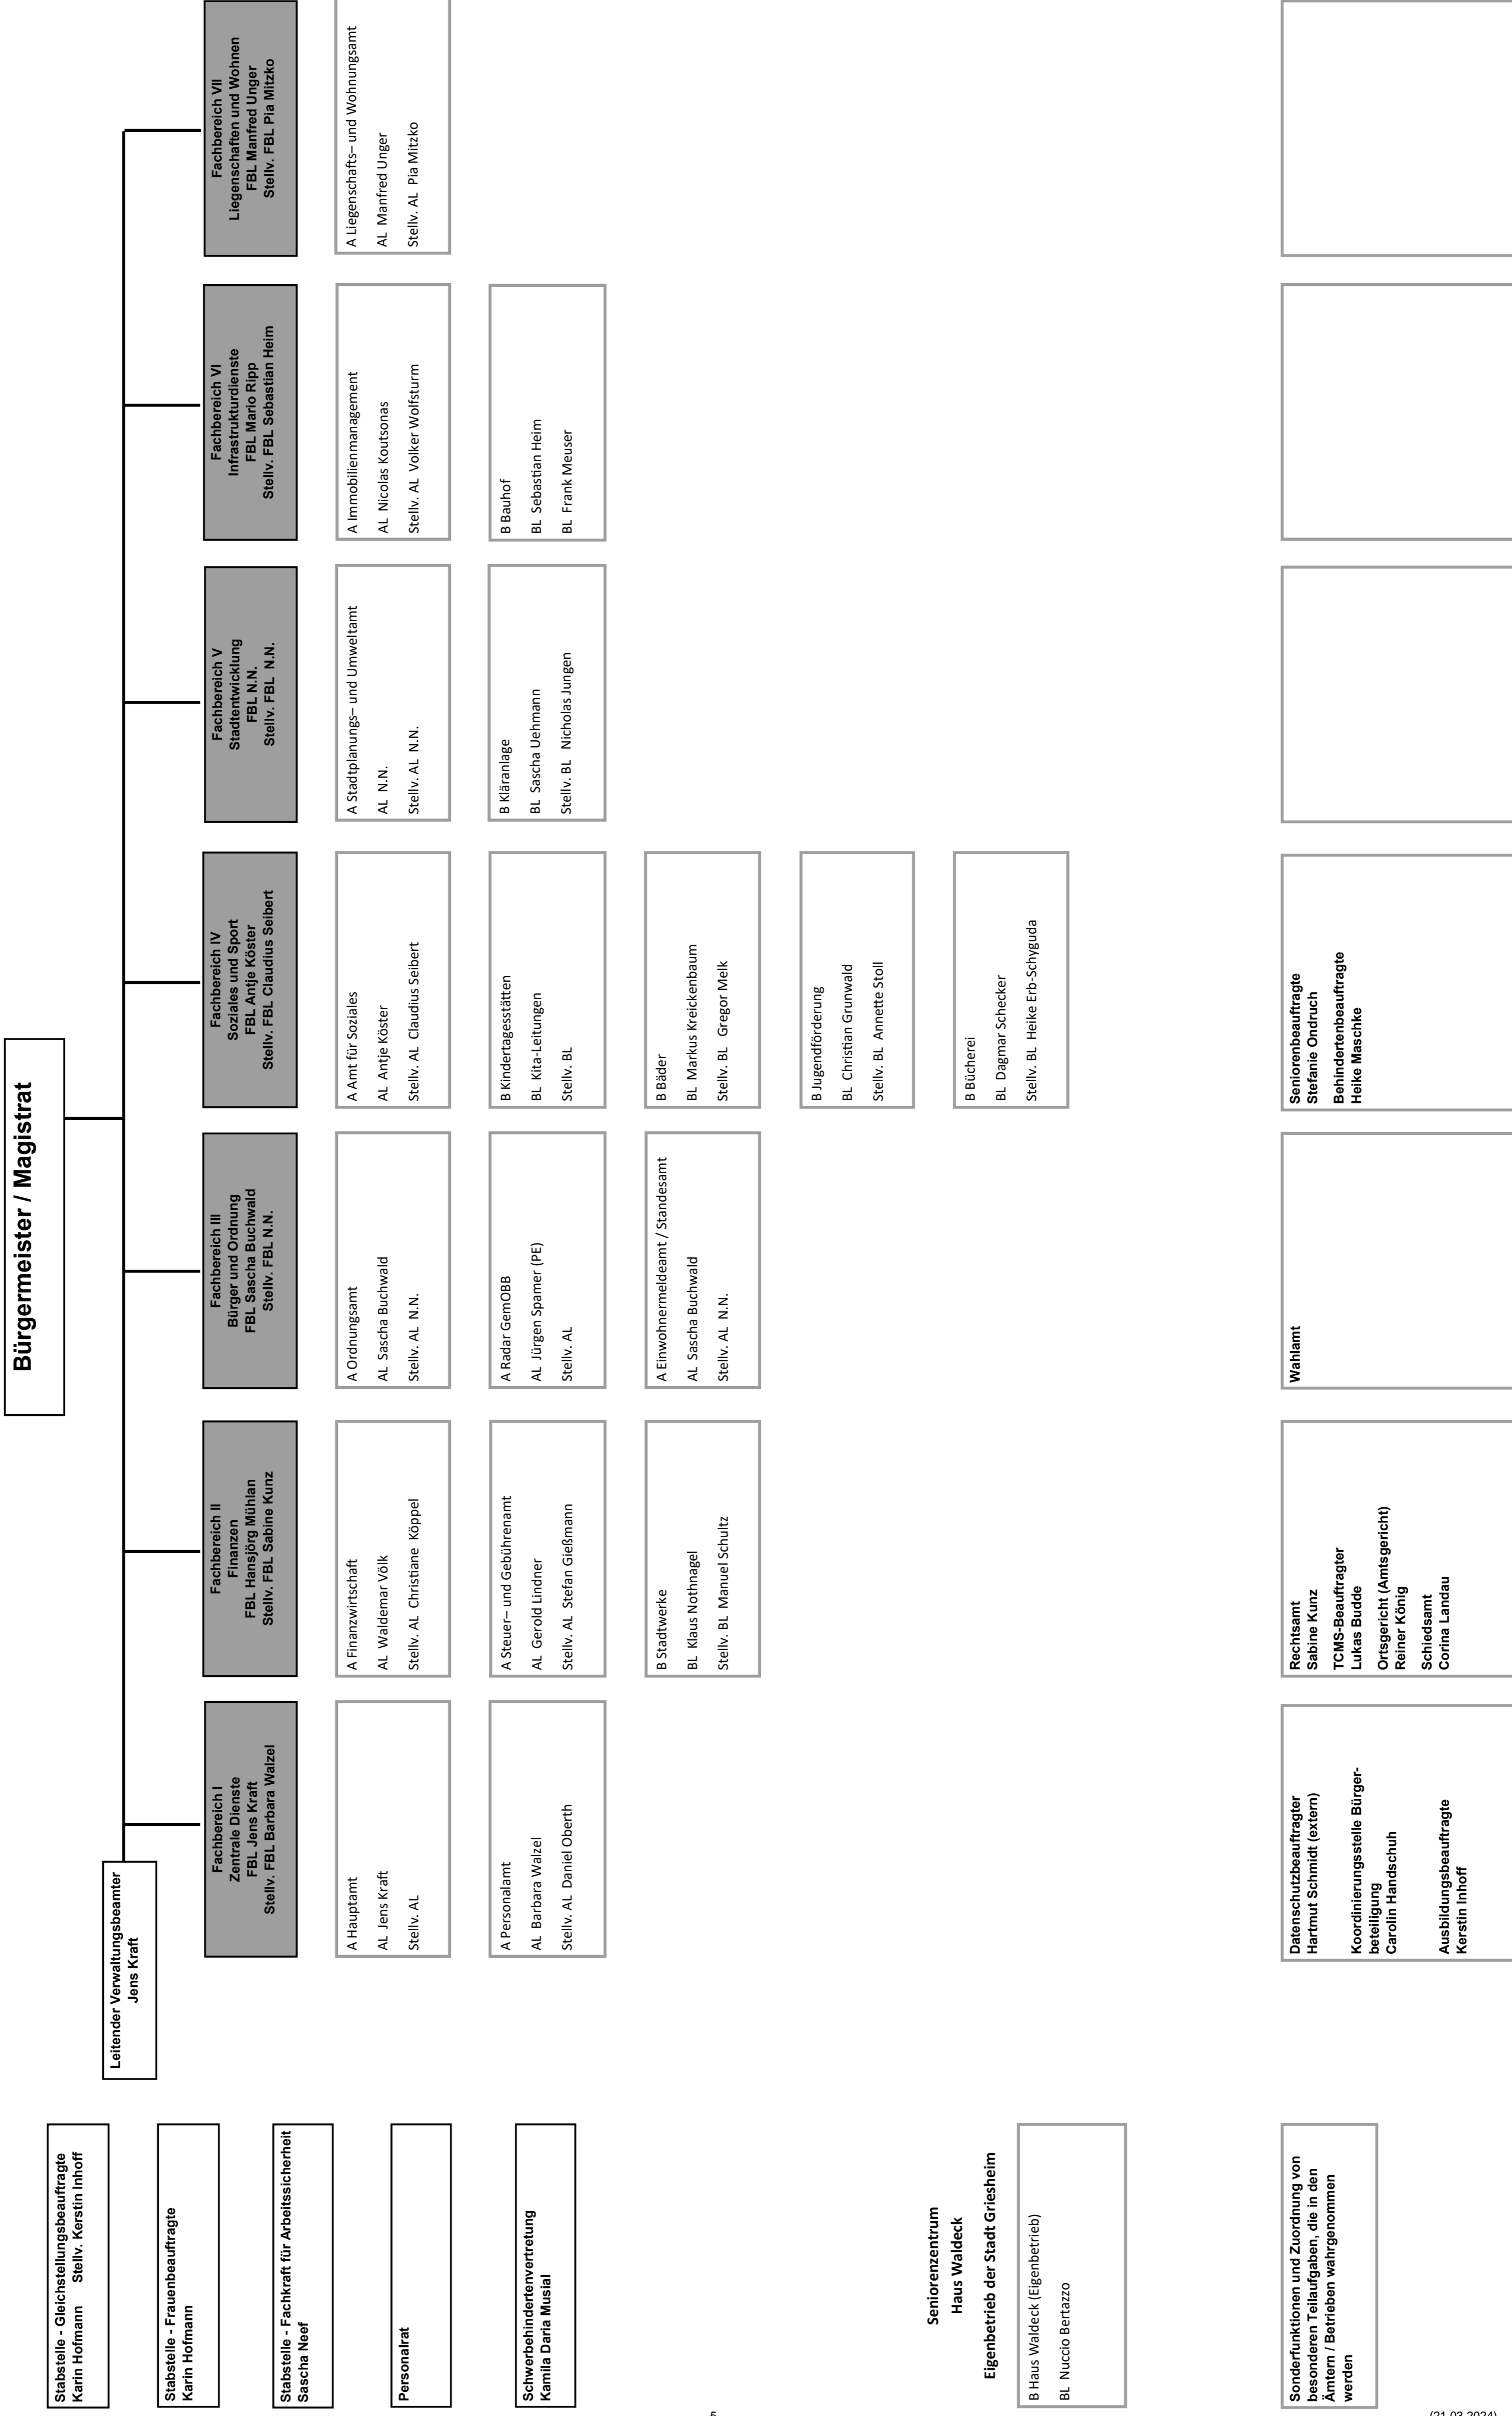 Bürgermeister / Magistrat
Stabstelle - Gleichstellungsbeauftragte
Karin Hofmann Stellv. Kerstin Inhoff
Stabstelle - Frauenbeauftragte
Karin Hofmann
Stabstelle - Fachkraft für Arbeitssicherheit
Sascha Neef
Personalrat
Schwerbehindertenvertretung
Kamila Daria Musial
Leitender Verwaltungsbeamter
Jens Kraft
Fachbereich I
Zentrale Dienste
FBL Jens Kraft
Stellv. FBL Barbara Walzel
A Hauptamt
AL Jens Kraft
Stellv. AL
A Personalamt
AL Barbara Walzel
Stellv. AL Daniel Oberth
Fachbereich II
Finanzen
FBL Hansjörg Mühlan
Stellv. FBL Sabine Kunz
A Finanzwirtschaft
AL Waldemar Völk
Stellv. AL Christiane Köppel
A Steuer– und Gebührenamt
AL Gerold Lindner
Stellv. AL Stefan Gießmann
B Stadtwerke
BL Klaus Nothnagel
Stellv. BL Manuel Schultz
Fachbereich III
Bürger und Ordnung
FBL Sascha Buchwald
Stellv. FBL N.N.
A Ordnungsamt
AL Sascha Buchwald
Stellv. AL N.N.
A Radar GemOBB
AL Jürgen Spamer (PE)
Stellv. AL
A Einwohnermeldeamt / Standesamt
AL Sascha Buchwald
Stellv. AL N.N.
Fachbereich IV
Soziales und Sport
FBL Antje Köster
Stellv. FBL Claudius Seibert
A Amt für Soziales
AL Antje Köster
Stellv. AL Claudius Seibert
B Kindertagesstätten
BL Kita-Leitungen
Stellv. BL
B Bäder
BL Markus Kreickenbaum
Stellv. BL Gregor Melk
B Jugendförderung
BL Christian Grunwald
Stellv. BL Annette Stoll
B Bücherei
BL Dagmar Schecker
Stellv. BL Heike Erb-Schyguda
Fachbereich V
Stadtentwicklung
FBL N.N.
Stellv. FBL N.N.
A Stadtplanungs– und Umweltamt
AL N.N.
Stellv. AL N.N.
B Kläranlage
BL Sascha Uehmann
Stellv. BL Nicholas Jungen
Fachbereich VI
Infrastrukturdienste
FBL Mario Ripp
Stellv. FBL Sebastian Heim
A Immobilienmanagement
AL Nicolas Koutsonas
Stellv. AL Volker Wolfsturm
B Bauhof
BL Sebastian Heim
BL Frank Meuser
Fachbereich VII
Liegenschaften und Wohnen
FBL Manfred Unger
Stellv. FBL Pia Mitzko
A Liegenschafts– und Wohnungsamt
AL Manfred Unger
Stellv. AL Pia Mitzko
Seniorenzentrum
Haus Waldeck
Eigenbetrieb der Stadt Griesheim
B Haus Waldeck (Eigenbetrieb)
BL Nuccio Bertazzo
Sonderfunktionen und Zuordnung von
besonderen Teilaufgaben, die in den
Ämtern / Betrieben wahrgenommen
werden
Datenschutzbeauftragter
Hartmut Schmidt (extern)
Koordinierungsstelle Bürger-
beteiligung
Carolin Handschuh
Ausbildungsbeauftragte
Kerstin Inhoff
Rechtsamt
Sabine Kunz
TCMS-Beauftragter
Lukas Budde
Ortsgericht (Amtsgericht)
Reiner König
Schiedsamt
Corina Landau
Wahlamt
Seniorenbeauftragte
Stefanie Ondruch
Behindertenbeauftragte
Heike Maschke